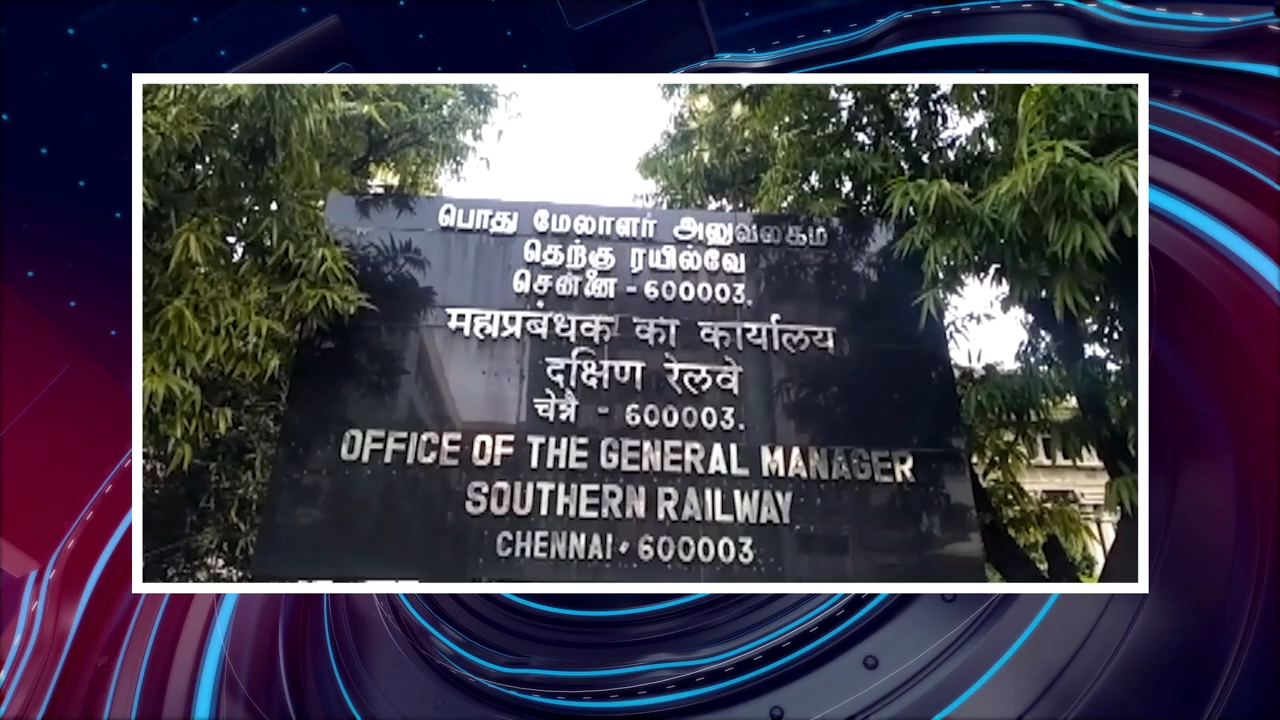 பொது மேலாளர் அலுவலகம்
தெற்கு ரயில்வே
சென்னை - 600003.
महाप्रबंधक का कार्यालय
दक्षिण रेलवे
चेन्नै - 600003.
OFFICE OF THE GENERAL MANAGER
SOUTHERN RAILWAY
CHENNAI - 600003